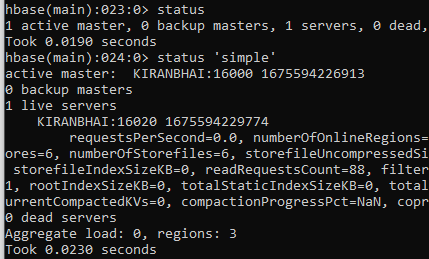 hbase(main):023:0> status
1 active master, 0 backup masters, 1 servers, 0 dead,
Took 0.0190 seconds
hbase(main):024:0> status 'simple'
active master:  KIRANBHAI:16000 1675594226913
0 backup masters
1 live servers
    KIRANBHAI:16020 1675594229774
        requestsPerSecond=0.0, numberOfOnlineRegions=
ores=6, numberOfStorefiles=6, storefileUncompressedSi
 storefileIndexSizeKB=0, readRequestsCount=88, filter
1, rootIndexSizeKB=0, totalStaticIndexSizeKB=0, total
urrentCompactedKVs=0, compactionProgressPct=NaN, copr
0 dead servers
Aggregate load: 0, regions: 3
Took 0.0230 seconds